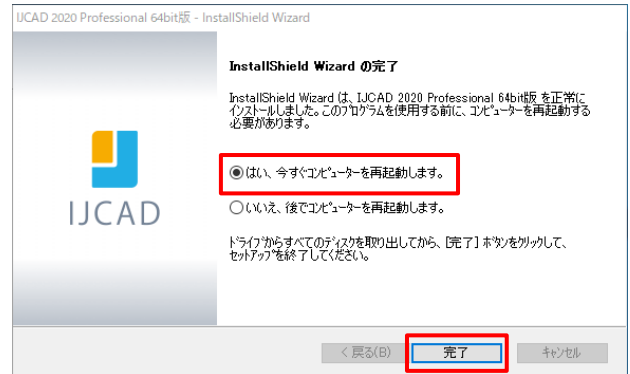 IJCAD 2020 Professional 64bit版 - InstallShield Wizard
InstallShield Wizard の完了
InstallShield Wizard は、IJCAD 2020 Professional 64bit版 を正常に
インストールしました。このプログラムを使用する前に、コンピューターを再起動する
必要があります。
はい、今すぐコンピューターを再起動します。
IJCAD
いいえ、後でコンピューターを再起動します。
ドライブからすべてのディスクを取り出してから、[完了] ボタンをクリックして、
セットアップを終了してください。
< 戻る(B)
完了
キャンセル